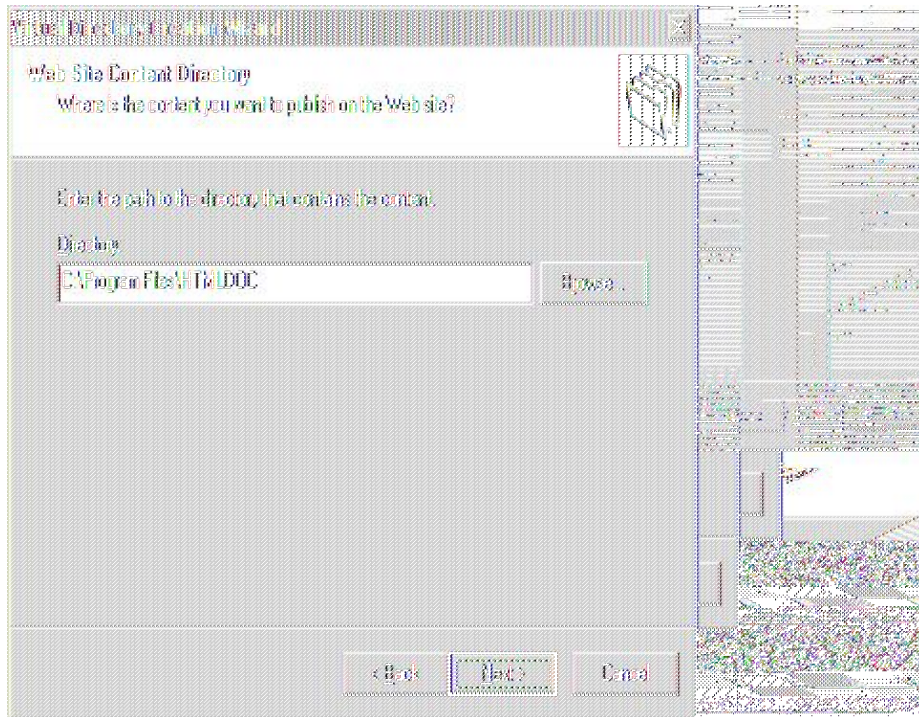 Virtual Directory Creation Wizard
Web Site Content Directory
Where is the content you want to publish on the Web site?
Enter the path to the directory that contains the content.
Directory:
C:\Program Files\HTMLDOC
Browse...
< Back
Next >
Cancel